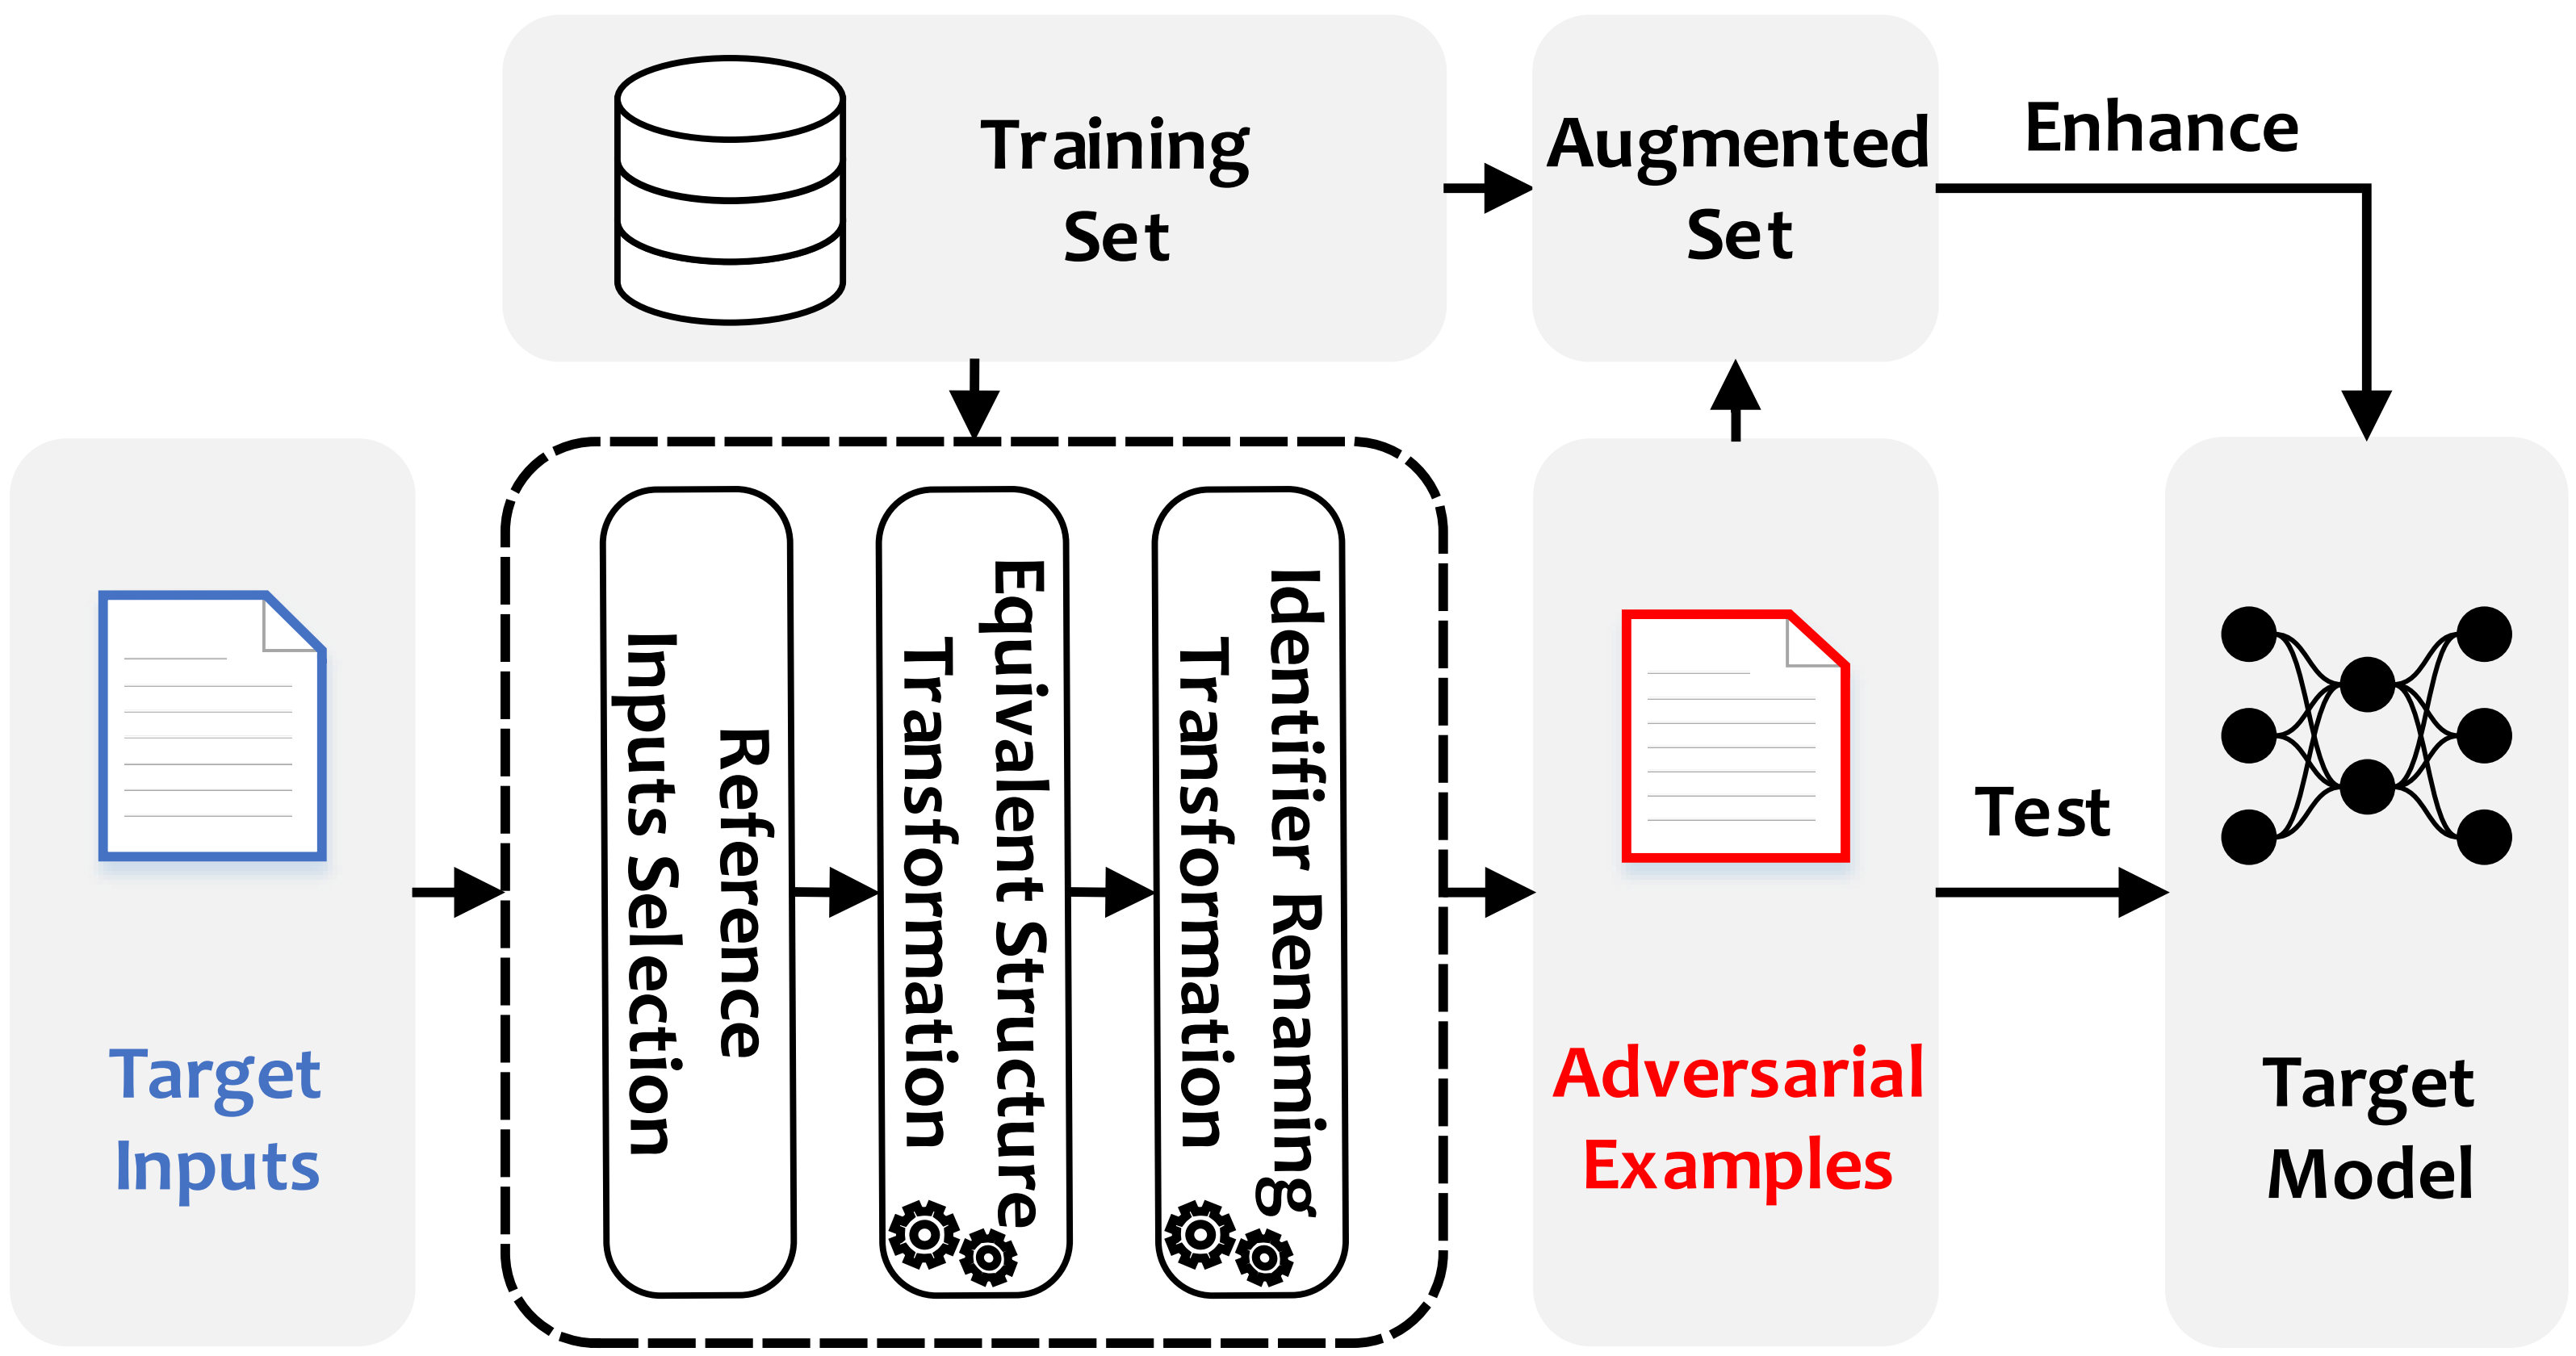 Training
Set
Augmented
Set
Enhance
Target
Inputs
Reference
Inputs Selection
Equivalent Structure
Transformation
Identifier Renaming
Transformation
Adversarial
Examples
Test
Target
Model